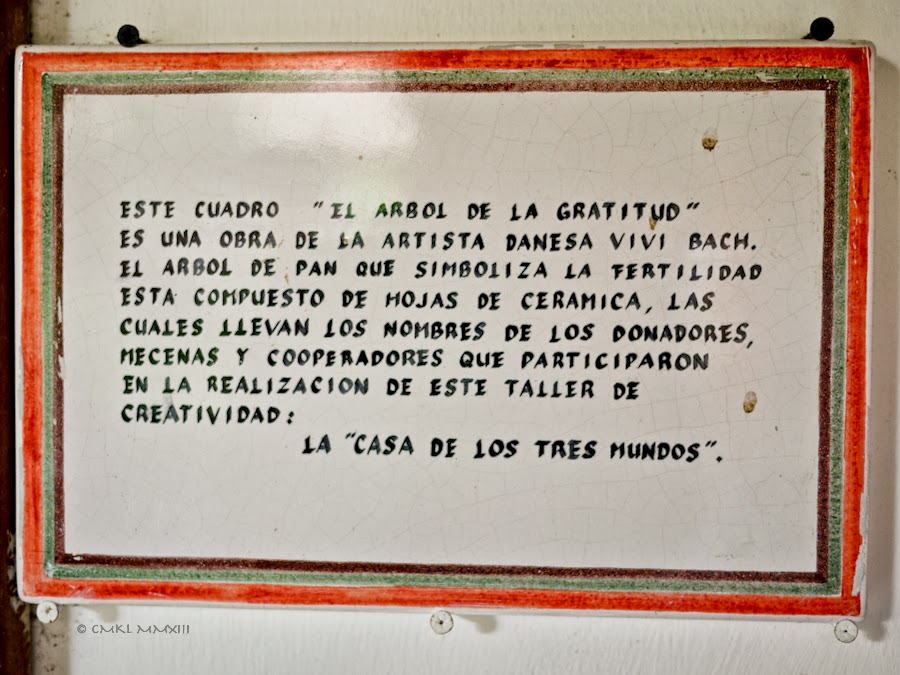 ESTE CUADRO "EL ARBOL DE LA GRATITUD"
ES UNA OBRA DE LA ARTISTA DANESA VIVI BACH.
EL ARBOL DE PAN QUE SIMBOLIZA LA FERTILIDAD
ESTA COMPUESTO DE HOJAS DE CERAMICA, LAS
CUALES LLEVAN LOS NOMBRES DE LOS DONADORES,
MECENAS Y COOPERADORES QUE PARTICIPARON
EN LA REALIZACION DE ESTE TALLER DE
CREATIVIDAD:
LA "CASA DE LOS TRES MUNDOS".
© CMKL MMXIII